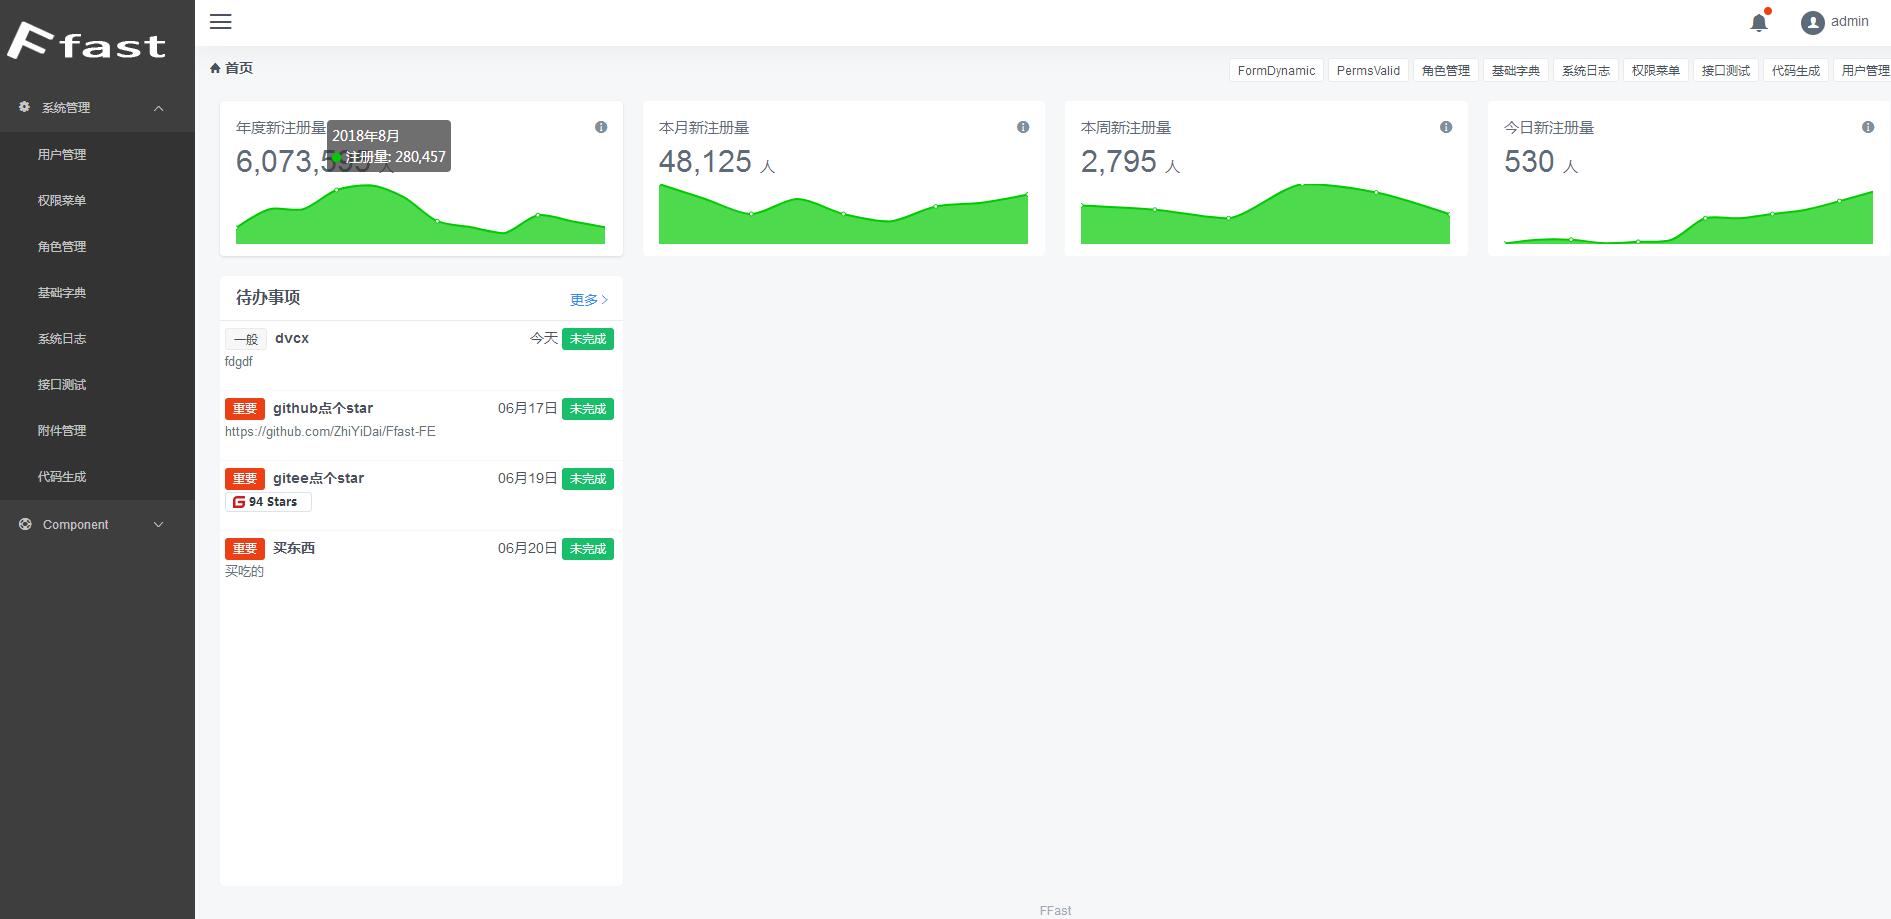 Ffast
admin
首页
FormDynamic
PermsValid
角色管理
基础字典
系统日志
权限菜单
接口测试
代码生成
用户管理
系统管理
用户管理
权限菜单
角色管理
基础字典
系统日志
接口测试
附件管理
代码生成
Component
年度新注册量
2018年8月
注册量: 280,457
人
本月新注册量
48,125 人
本周新注册量
2,795 人
今日新注册量
530 人
待办事项
更多
一般 dvcx 今天 未完成
fdgdf
重要 github点个star 06月17日 未完成
https://github.com/ZhiYiDai/Ffast-FE
重要 gitee点个star 06月19日 未完成
G 94 Stars
重要 买东西 06月20日 未完成
买吃的
FFast